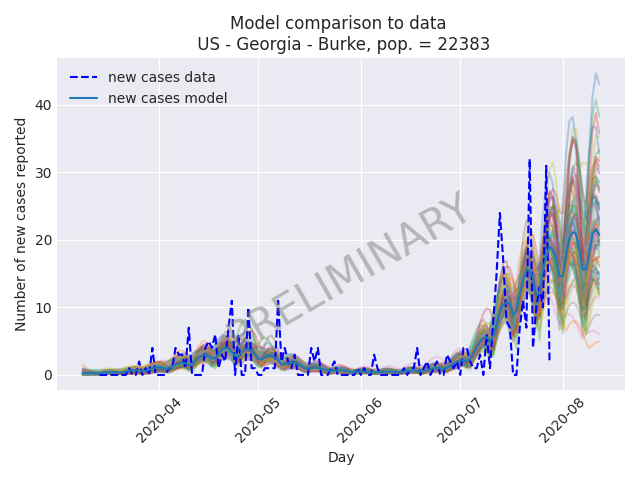 Model comparison to data
US - Georgia - Burke, pop. = 22383
new cases data
new cases model
Number of new cases reported
40
30
20
10
0
PRELIMINARY
2020-04
2020-05
2020-06
2020-07
2020-08
Day